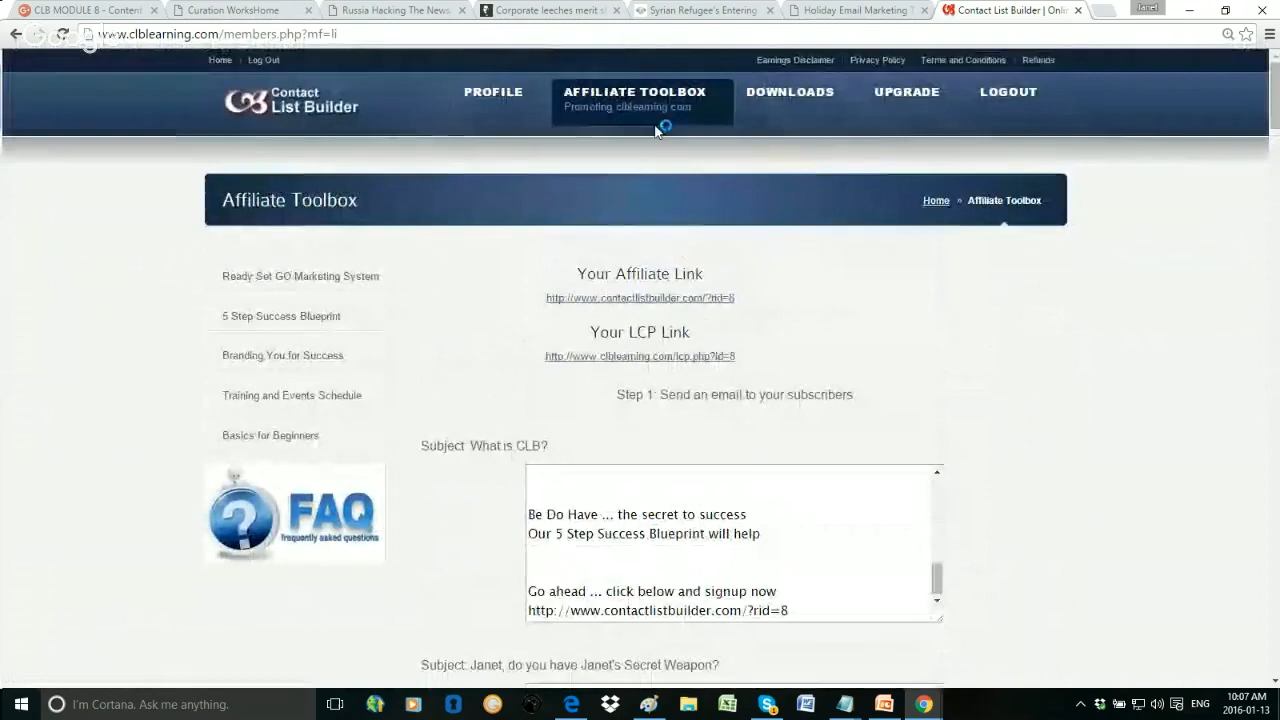 CLB MODULE 8 - Content
Curation WorksHome
Russia Hacking The News
Corporate leeches merit s
Syrian Refugee's Entering
Holiday Email Marketing T
Contact List Builder | Onli
Janet
www.clblearning.com/members.php?mf=li
Home | Log Out
Earnings Disclaimer | Privacy Policy | Terms and Conditions | Refunds
Contact
List Builder
PROFILE
AFFILIATE TOOLBOX
Promoting clblearning.com
DOWNLOADS
UPGRADE
LOGOUT
Affiliate Toolbox
Home » Affiliate Toolbox
Ready Set GO Marketing System
5 Step Success Blueprint
Branding You for Success
Training and Events Schedule
Basics for Beginners
FAQ
frequently asked questions
Your Affiliate Link
http://www.contactlistbuilder.com/?rid=8
Your LCP Link
http://www.clblearning.com/lcp.php?id=8
Step 1: Send an email to your subscribers
Subject: What is CLB?
Be Do Have ... the secret to success
Our 5 Step Success Blueprint will help
Go ahead ... click below and signup now
http://www.contactlistbuilder.com/?rid=8
Subject: Janet, do you have Janet's Secret Weapon?
I'm Cortana. Ask me anything.
ENG
10:07 AM
2016-01-13